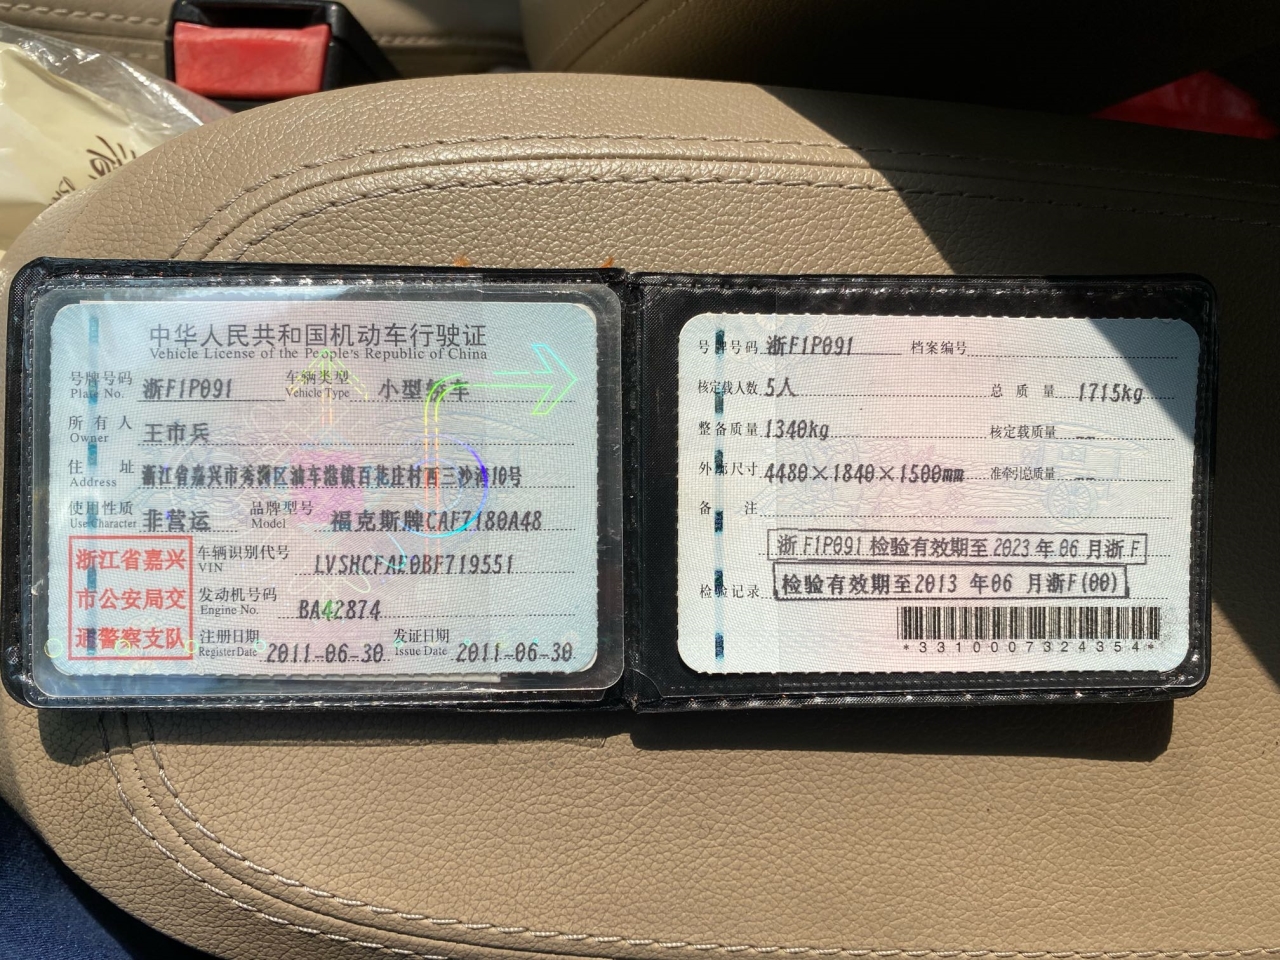 中华人民共和国机动车行驶证
Vehicle License of the People's Republic of China
号牌号码 Plate No. 浙F1P091 车辆类型 Vehicle Type 小型轿车
所有人 Owner 王市兵
住址 Address 浙江省嘉兴市秀洲区油车港镇百花庄村西三沙湾10号
使用性质 Use Character 非营运 品牌型号 Model 福克斯牌CAF7180A48
浙江省嘉兴
市公安局交
通警察支队
车辆识别代号 VIN LVSHCFAE0BF719551
发动机号码 Engine No. BA42874
注册日期 Register Date 2011-06-30 发证日期 Issue Date 2011-06-30
号牌号码 浙F1P091 档案编号
核定载人数 5人 总质量 1715kg
整备质量 1340kg 核定载质量 --
外廓尺寸 4480×1840×1500mm 准牵引总质量 --
备注
浙F1P091 检验有效期至2023年06月浙F
检验记录 检验有效期至2013 年06 月浙F(00)
*3310007324354*